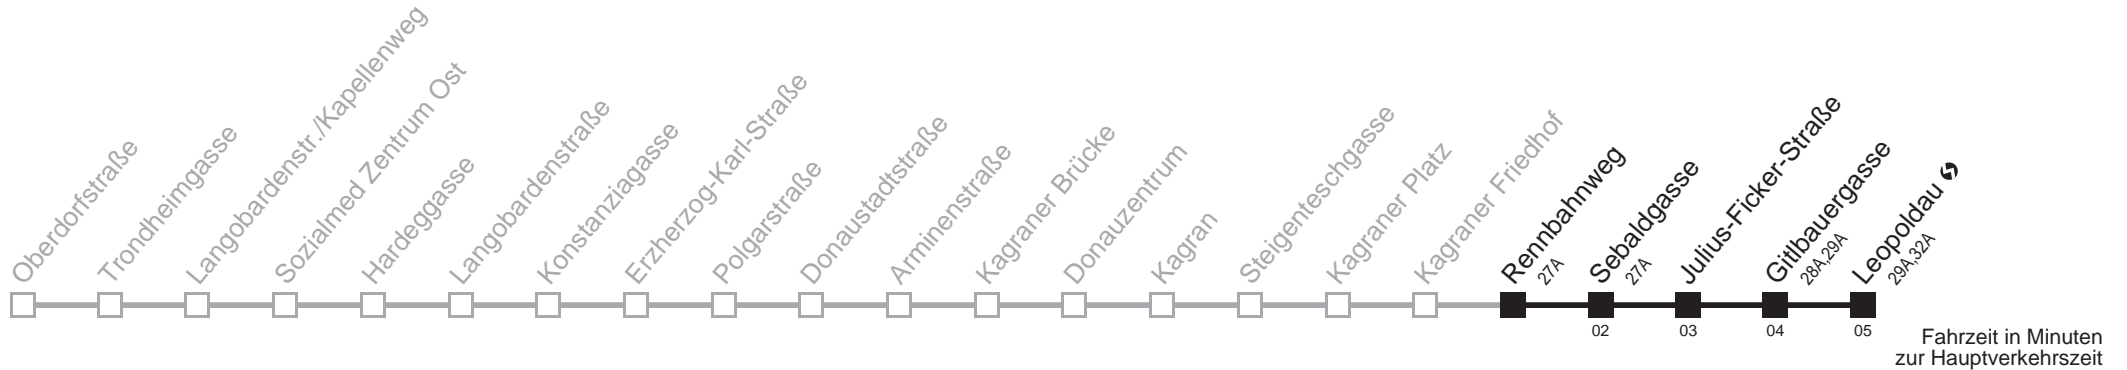 Oberdorfstraße
Trondheimgasse
Langobardenstr./Kapellenweg
Sozialmed Zentrum Ost
Hardeggasse
Langobardenstraße
Konstanziagasse
Erzherzog-Karl-Straße
Polgarstraße
Donaustadtstraße
Arminenstraße
Kagraner Brücke
Donauzentrum
Kagran
Steigenteschgasse
Kagraner Platz
Kagraner Friedhof
Rennbahnweg
27A
Sebaldgasse
27A
Julius-Ficker-Straße
Gitlbauergasse
28A,29A
Leopoldau
29A,32A
02
03
04
05
Fahrzeit in Minuten
zur Hauptverkehrszeit